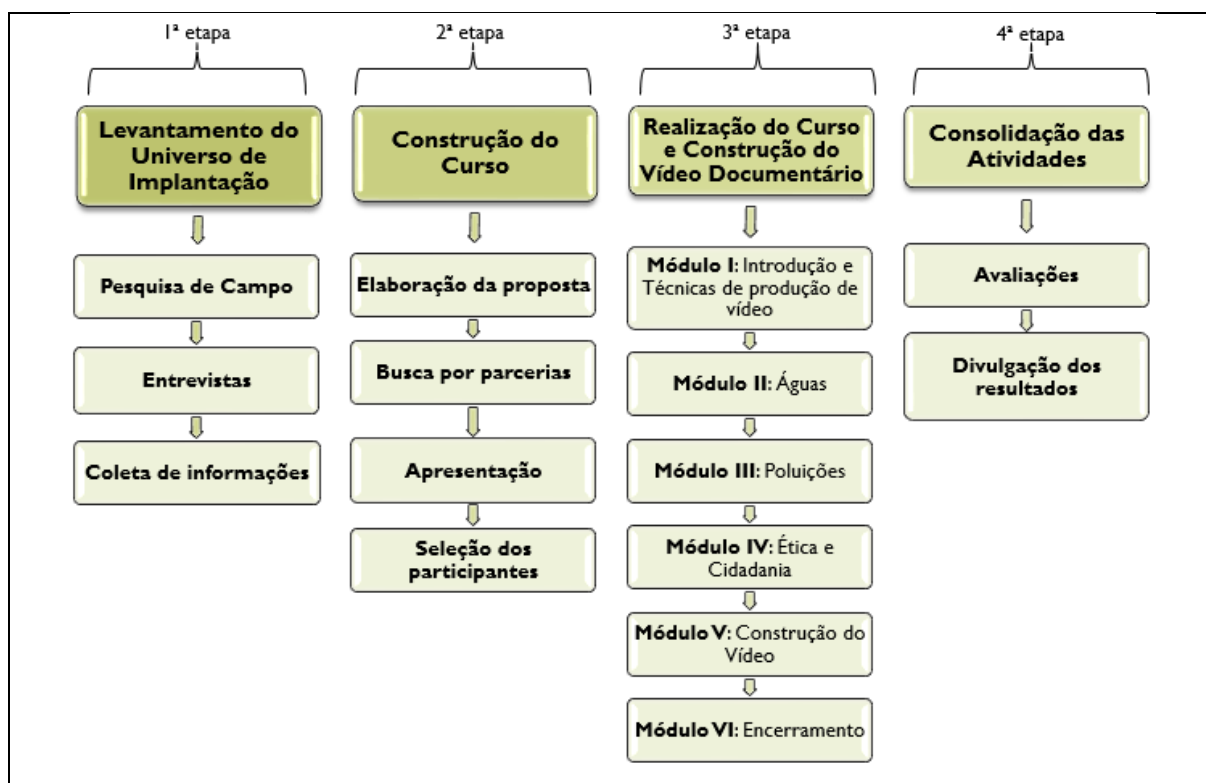 1ª etapa
Levantamento do
Universo de
Implantação
Pesquisa de Campo
Entrevistas
Coleta de informações
2ª etapa
Construção do
Curso
Elaboração da proposta
Busca por parcerias
Apresentação
Seleção dos
participantes
3ª etapa
Realização do Curso
e Construção do
Vídeo Documentário
Módulo I: Introdução e
Técnicas de produção de
vídeo
Módulo II: Águas
Módulo III: Poluições
Módulo IV: Ética e
Cidadania
Módulo V: Construção do
Vídeo
Módulo VI: Encerramento
4ª etapa
Consolidação das
Atividades
Avaliações
Divulgação dos
resultados